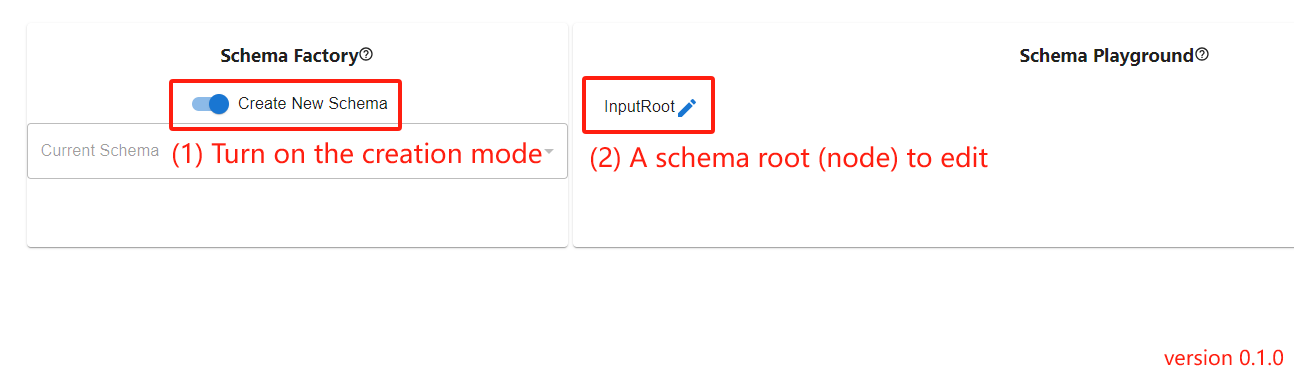 Schema Factory
Create New Schema
Current Schema
(1) Turn on the creation mode
Schema Playground
InputRoot
(2) A schema root (node) to edit
version 0.1.0